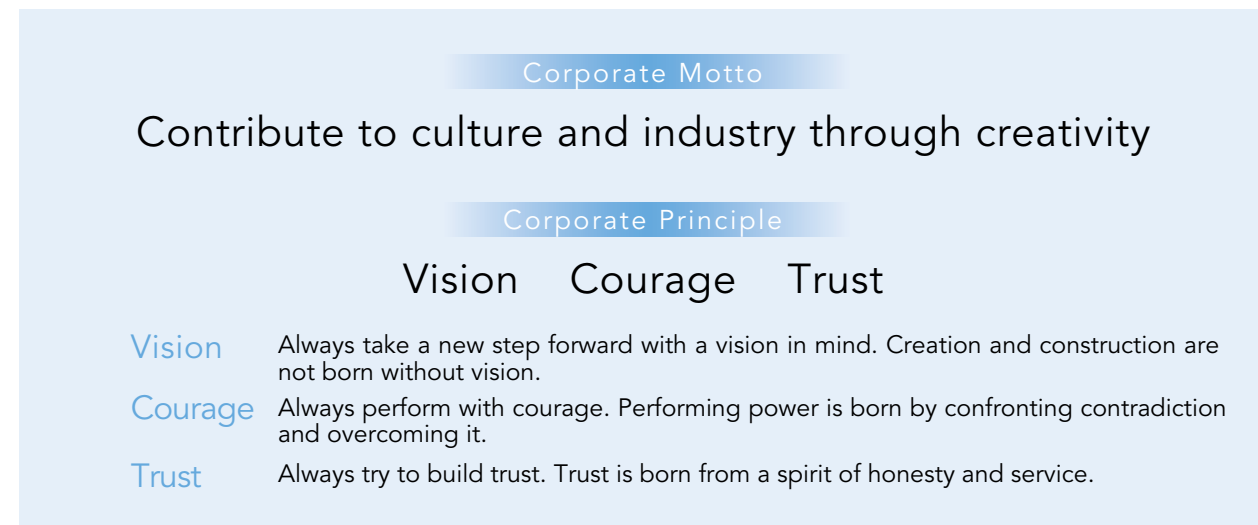 Corporate Motto
Contribute to culture and industry through creativity
Corporate Principle
Vision Courage Trust
Vision Always take a new step forward with a vision in mind. Creation and construction are
not born without vision.
Courage Always perform with courage. Performing power is born by confronting contradiction
and overcoming it.
Trust Always try to build trust. Trust is born from a spirit of honesty and service.